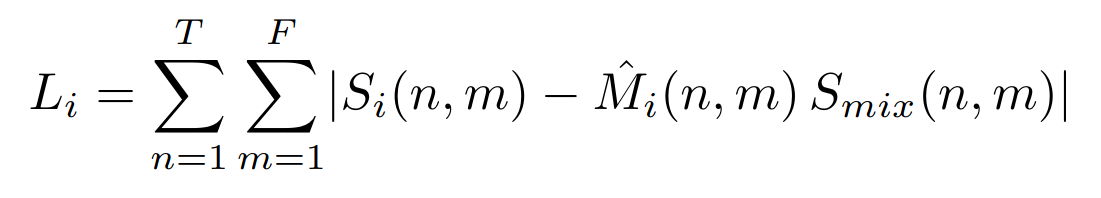 L_i = \sum_{n=1}^{T} \sum_{m=1}^{F} |S_i(n, m) − \hat{M}_i(n, m) S_{mix}(n, m)|